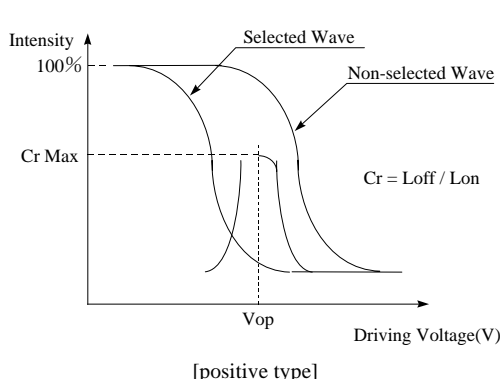 Selected Wave
Intensity
100%
Non-selected Wave
Cr Max
Cr = Loff / Lon
Vop
Driving Voltage(V)
[positive type]